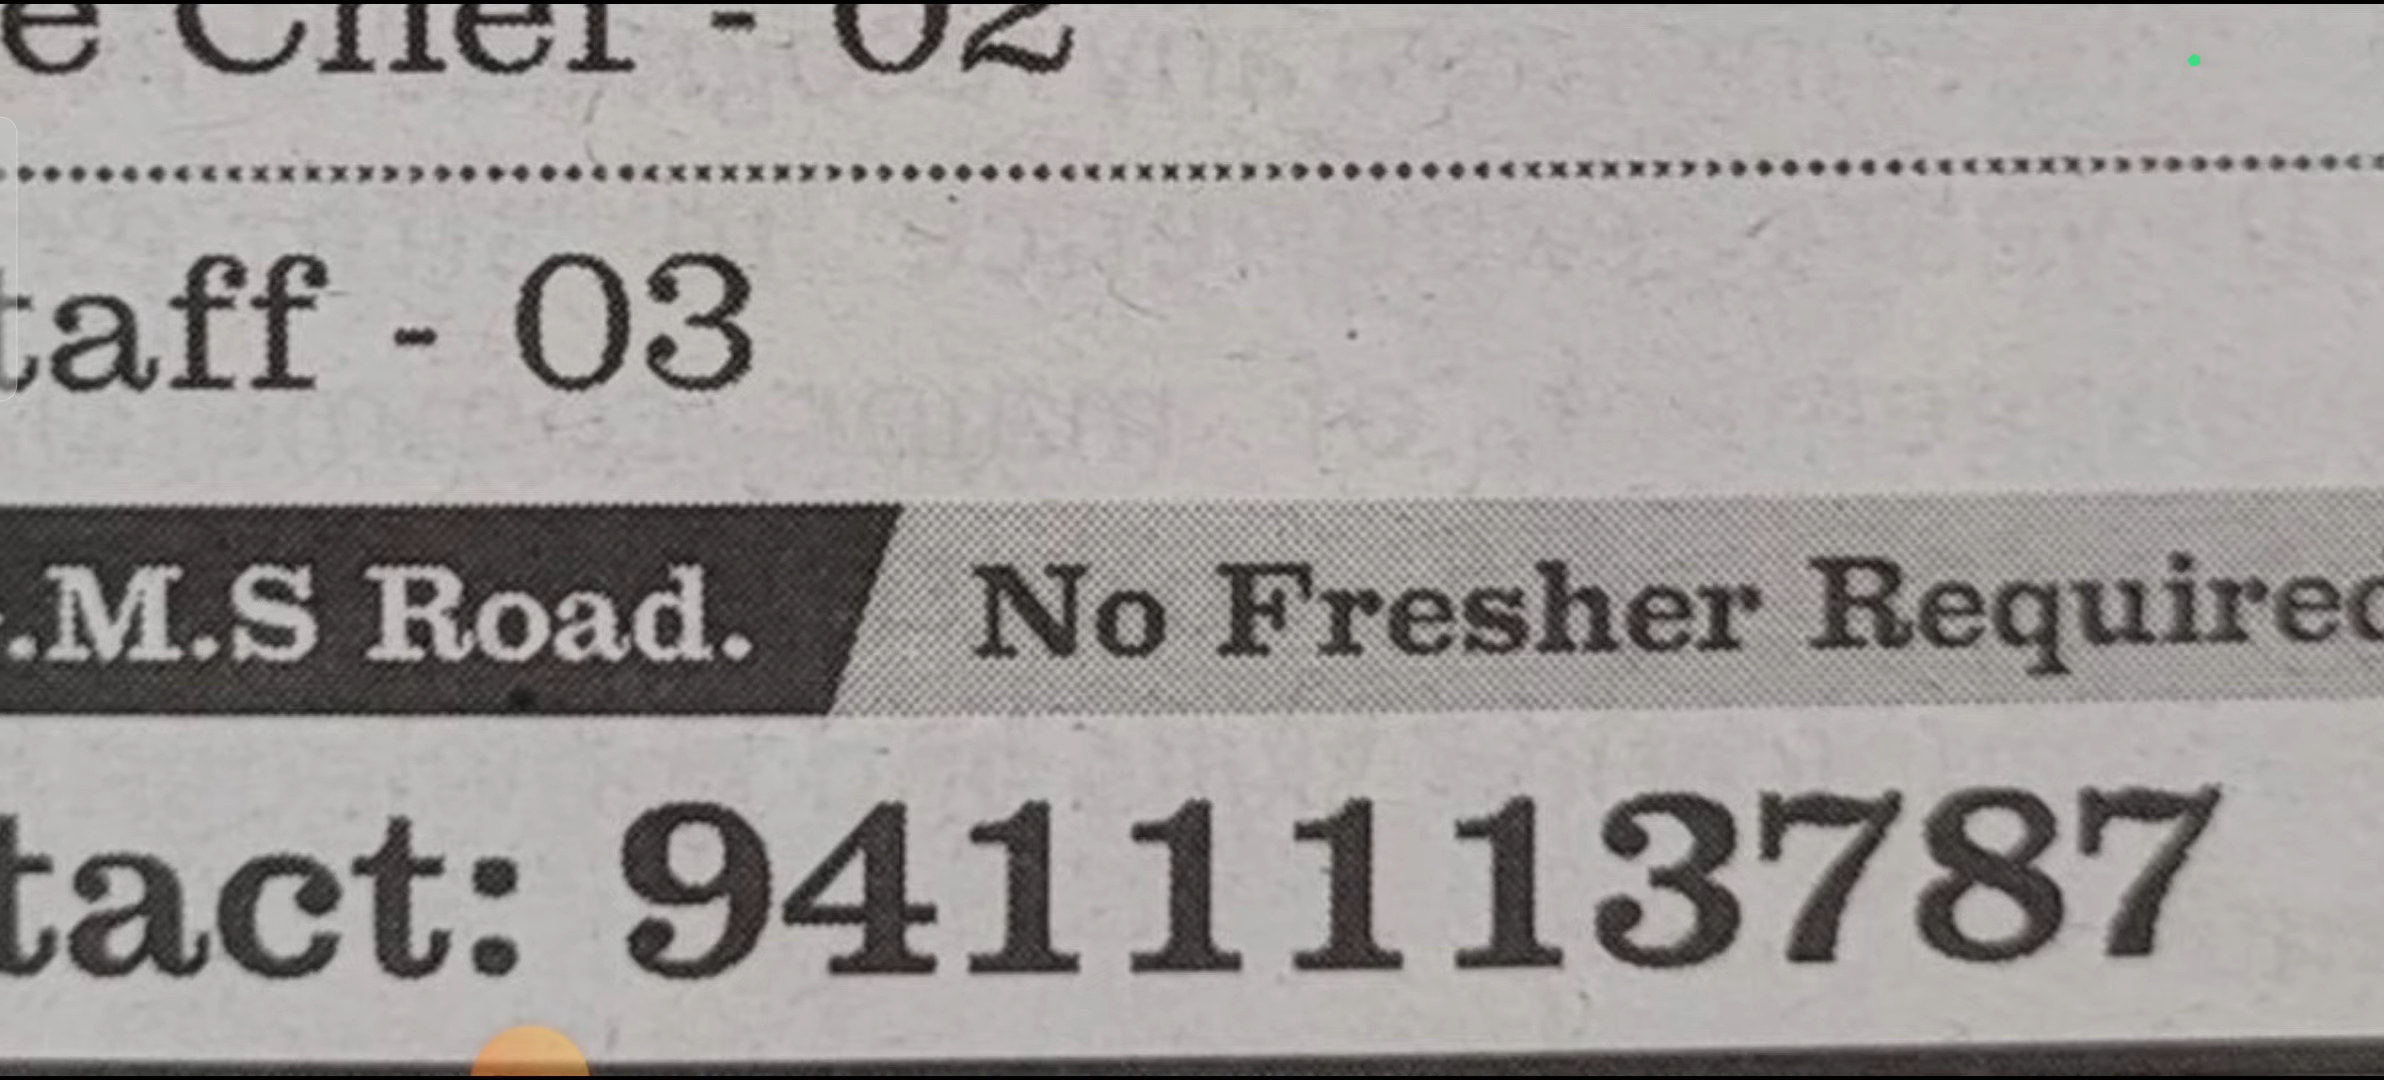 e Chef - 02
taff - 03
.M.S Road. No Fresher Required
tact: 9411113787